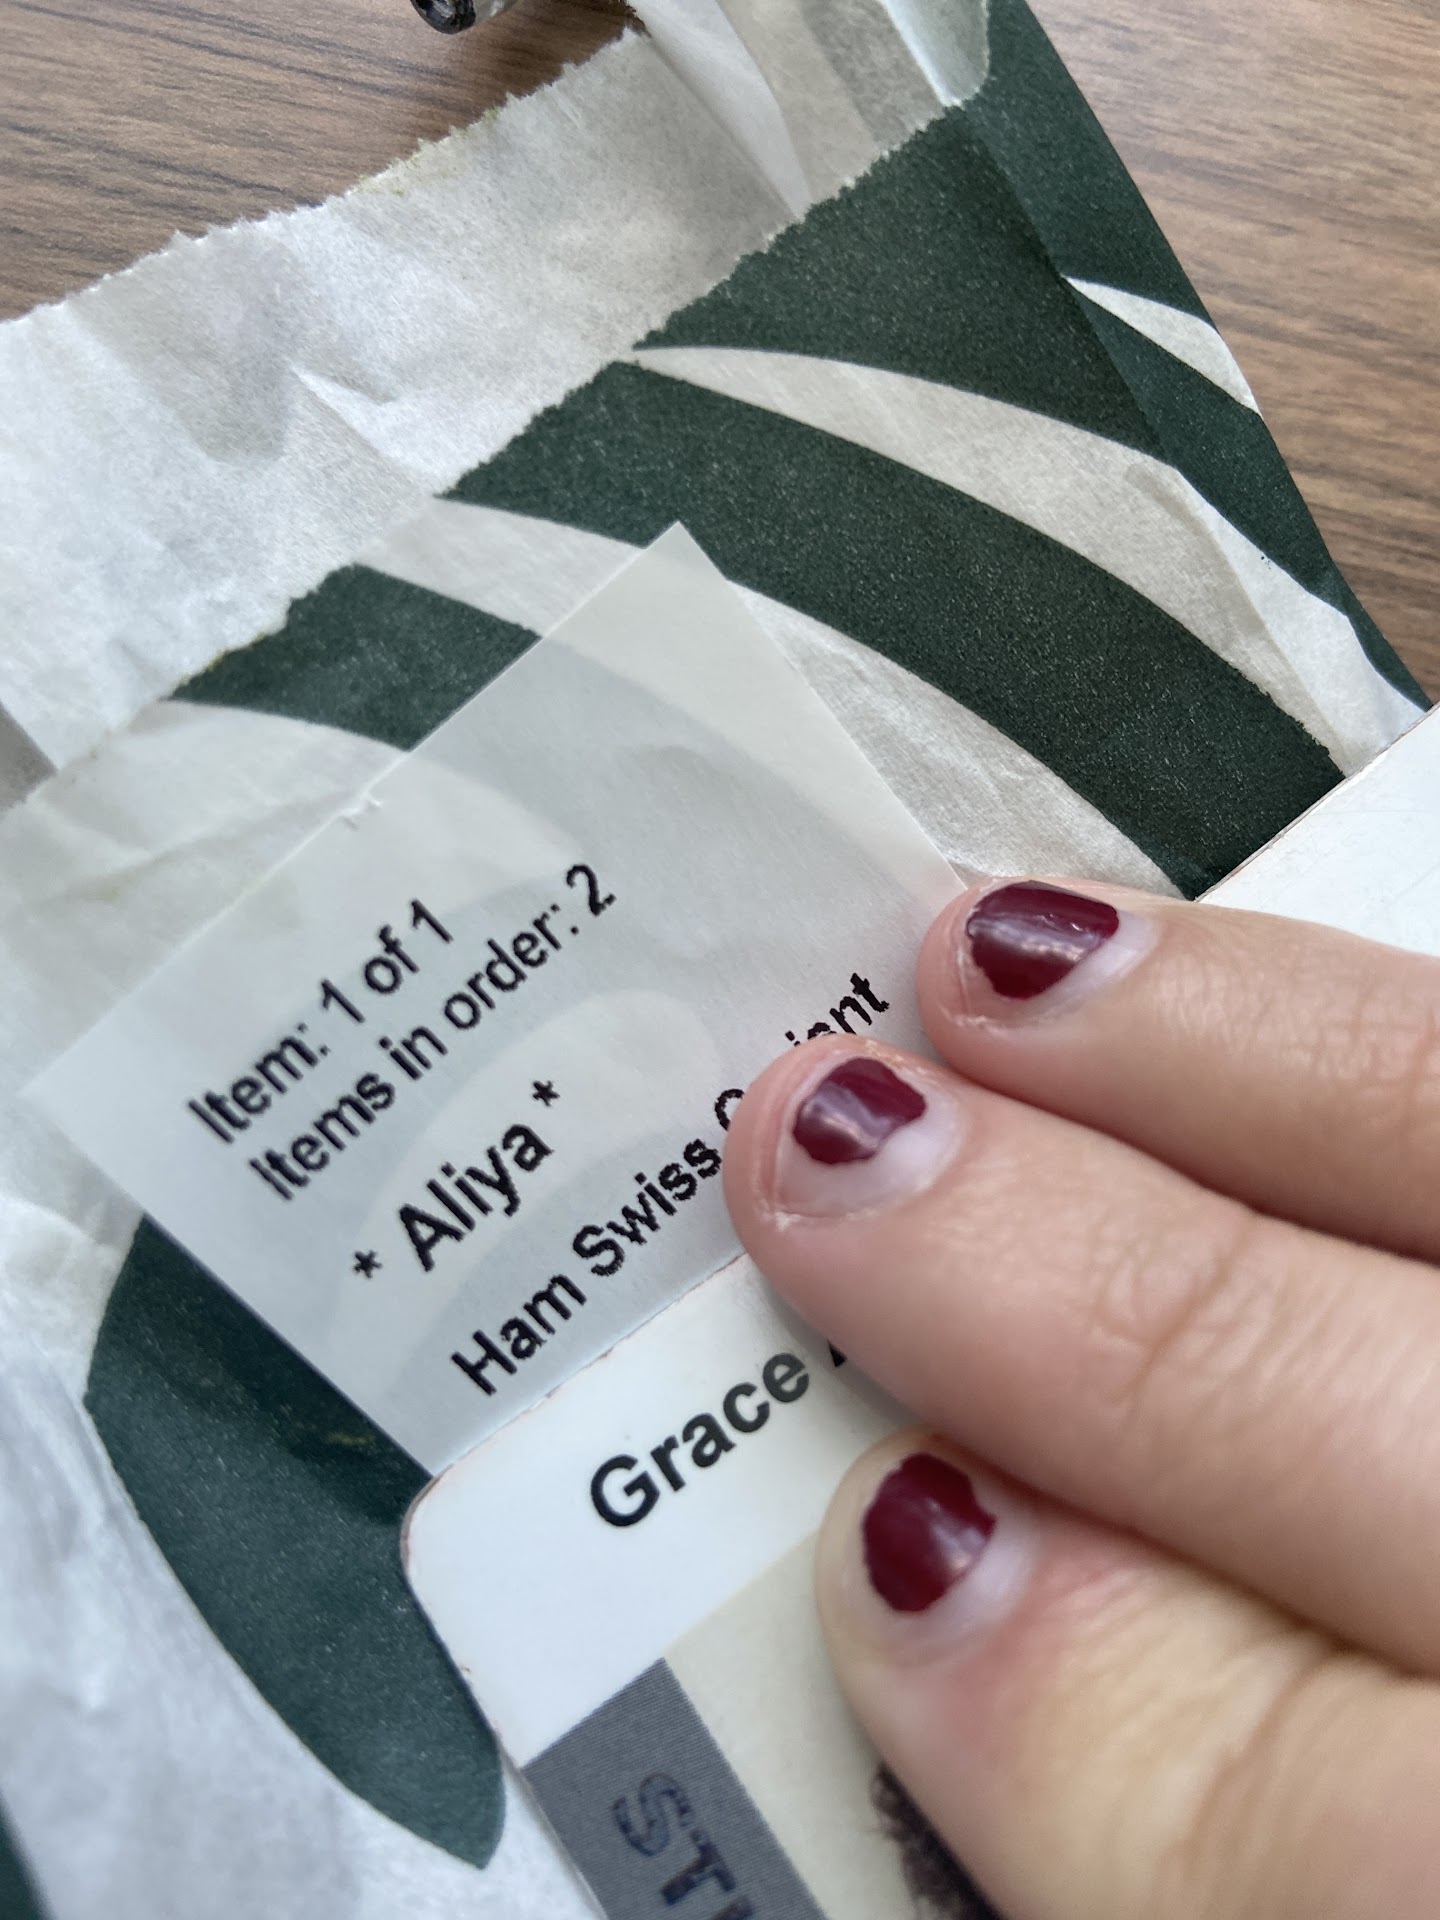 Item: 1 of 1
Items in order: 2
* Aliya *
Ham Swiss
Grace